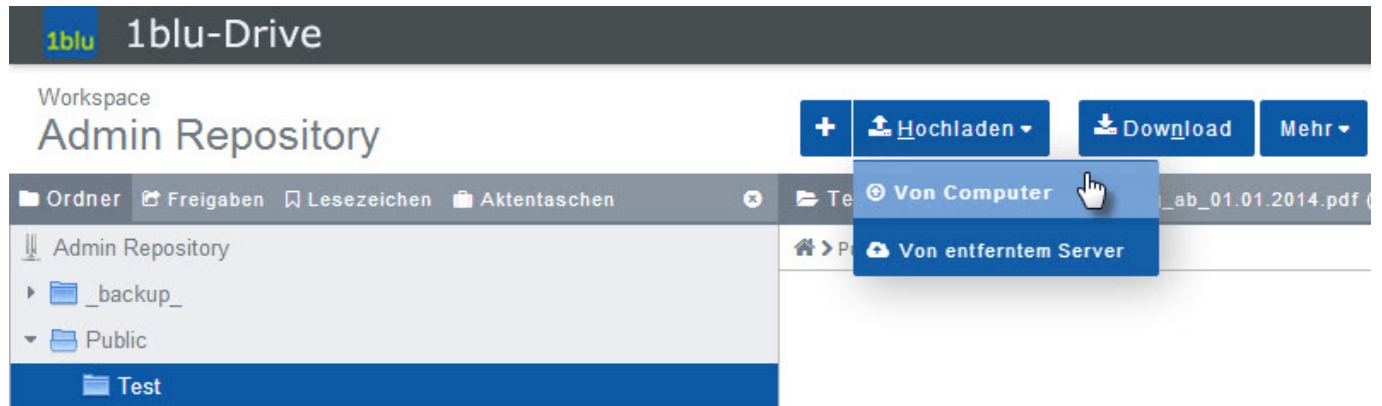 1blu 1blu-Drive
Workspace
Admin Repository
+ Hochladen Download Mehr
Ordner Freigaben Lesezeichen Aktentaschen
Von Computer
_ab_01.01.2014.pdf (
Admin Repository
Von entferntem Server
_backup_
Public
Test